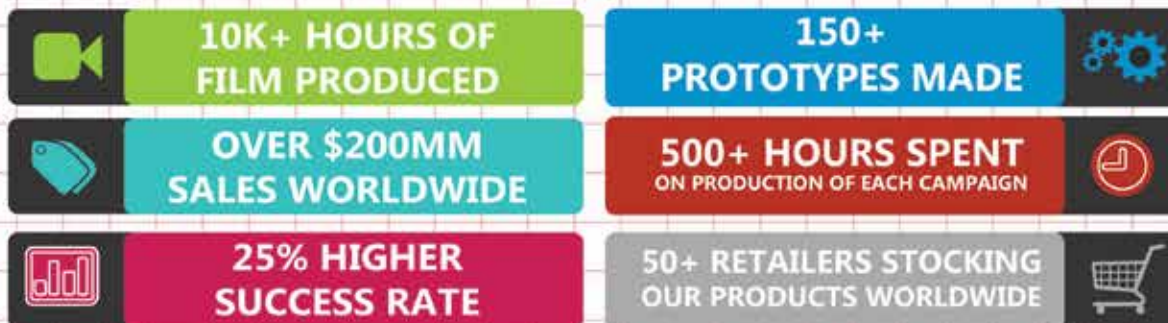 10K+ HOURS OF
FILM PRODUCED
150+
PROTOTYPES MADE
OVER $200MM
SALES WORLDWIDE
500+ HOURS SPENT
ON PRODUCTION OF EACH CAMPAIGN
25% HIGHER
SUCCESS RATE
50+ RETAILERS STOCKING
OUR PRODUCTS WORLDWIDE